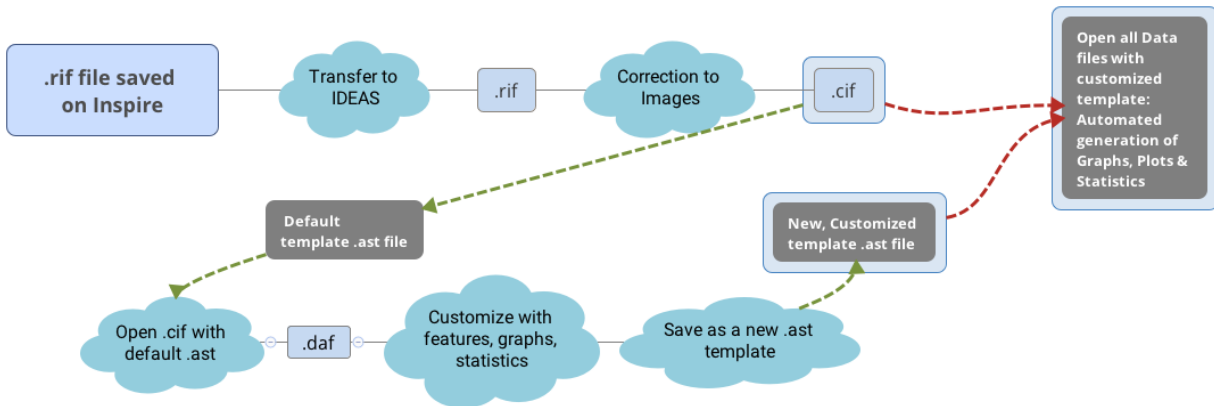 .rif file saved
on Inspire
Transfer to
IDEAS
.rif
Correction to
Images
.cif
Open all Data
files with
customized
template:
Automated
generation of
Graphs, Plots &
Statistics
Default
template .ast file
New, Customized
template .ast file
Open .cif with
default .ast
.daf
Customize with
features, graphs,
statistics
Save as a new .ast
template